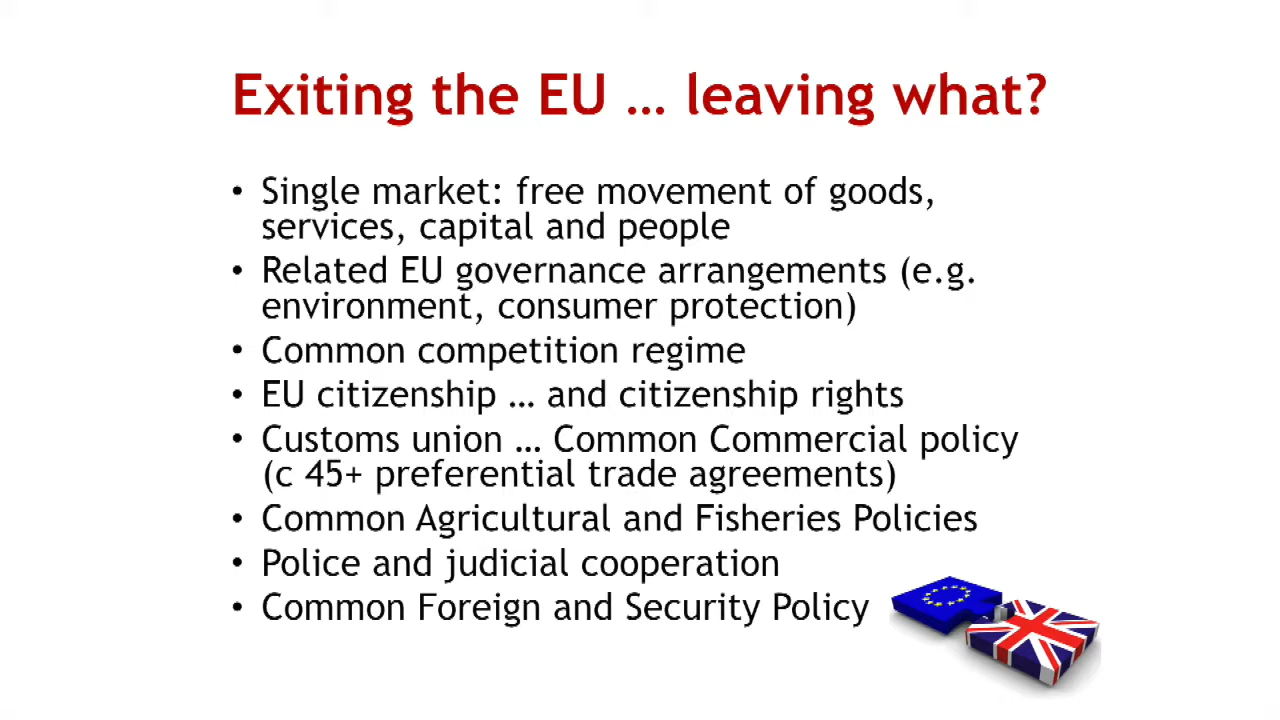 Exiting the EU … leaving what?
• Single market: free movement of goods,
services, capital and people
• Related EU governance arrangements (e.g.
environment, consumer protection)
• Common competition regime
• EU citizenship … and citizenship rights
• Customs union … Common Commercial policy
(c 45+ preferential trade agreements)
• Common Agricultural and Fisheries Policies
• Police and judicial cooperation
• Common Foreign and Security Policy